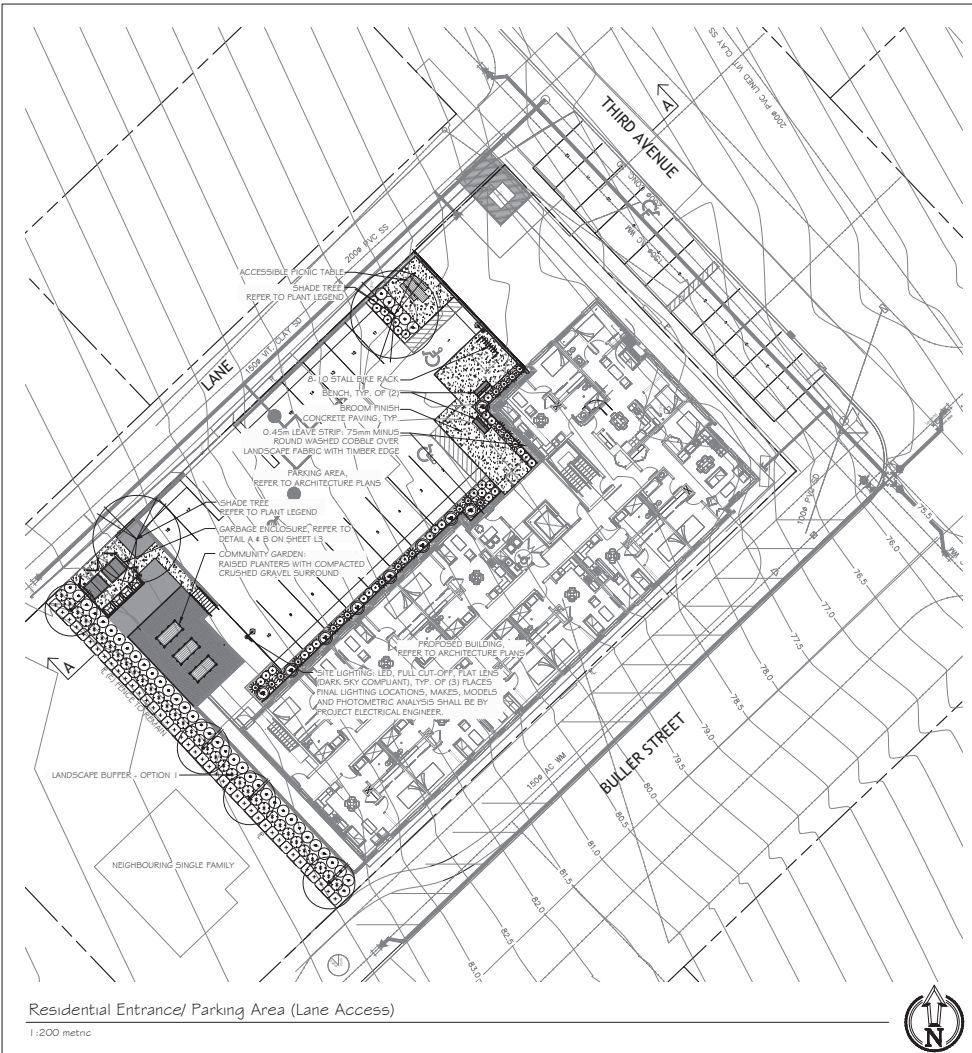 THIRD AVENUE
A
200ø PVC LINED VIT. CLAY SS
200ø PVC SS
ACCESSIBLE PICNIC TABLE
SHADE TREE,
REFER TO PLANT LEGEND
150ø VIT. CLAY SD
LANE
8-10 STALL BIKE RACK
BENCH, TYP. OF (2)
BROOM FINISH
CONCRETE PAVING, TYP.
0.45m LEAVE STRIP: 75mm MINUS
ROUND WASHED COBBLE OVER
LANDSCAPE FABRIC WITH TIMBER EDGE
PARKING AREA,
REFER TO ARCHITECTURE PLANS
SHADE TREE
REFER TO PLANT LEGEND
GARBAGE ENCLOSURE, REFER TO
DETAIL A & B ON SHEET L3
COMMUNITY GARDEN:
RAISED PLANTERS WITH COMPACTED
CRUSHED GRAVEL SURROUND
100ø PVC SD
75.5
76.0
76.5
77.0
77.5
78.0
78.5
79.0
79.5
80.0
80.5
81.0
81.5
82.0
82.5
83.0
A
PROPOSED BUILDING,
REFER TO ARCHITECTURE PLANS
SITE LIGHTING: LED, FULL CUT-OFF, FLAT LENS
(DARK SKY COMPLIANT), TYP. OF (3) PLACES
FINAL LIGHTING LOCATIONS, MAKES, MODELS
AND PHOTOMETRIC ANALYSIS SHALL BE BY
PROJECT ELECTRICAL ENGINEER.
150ø AC WM
BULLER STREET
LANDSCAPE BUFFER - OPTION 1
NEIGHBOURING SINGLE FAMILY
Residential Entrance/ Parking Area (Lane Access)
1:200 metric
N